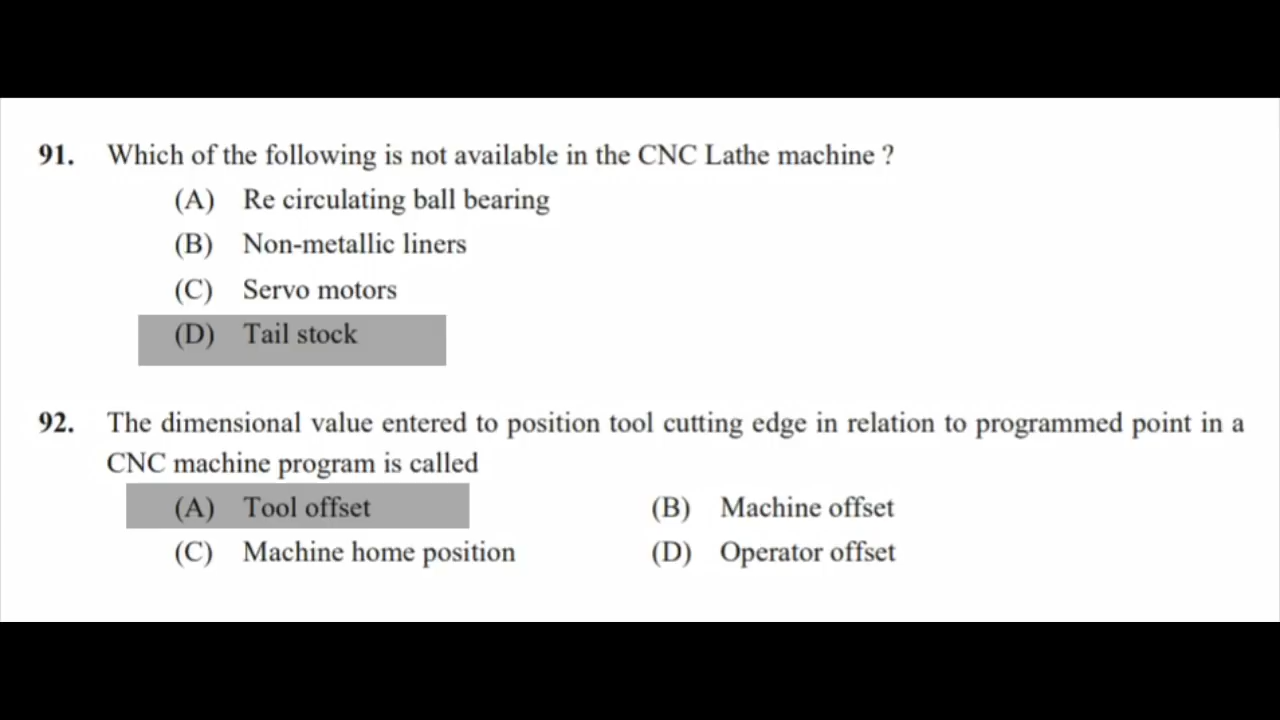 91. Which of the following is not available in the CNC Lathe machine ?
(A) Re circulating ball bearing
(B) Non-metallic liners
(C) Servo motors
(D) Tail stock
92. The dimensional value entered to position tool cutting edge in relation to programmed point in a
CNC machine program is called
(A) Tool offset (B) Machine offset
(C) Machine home position (D) Operator offset